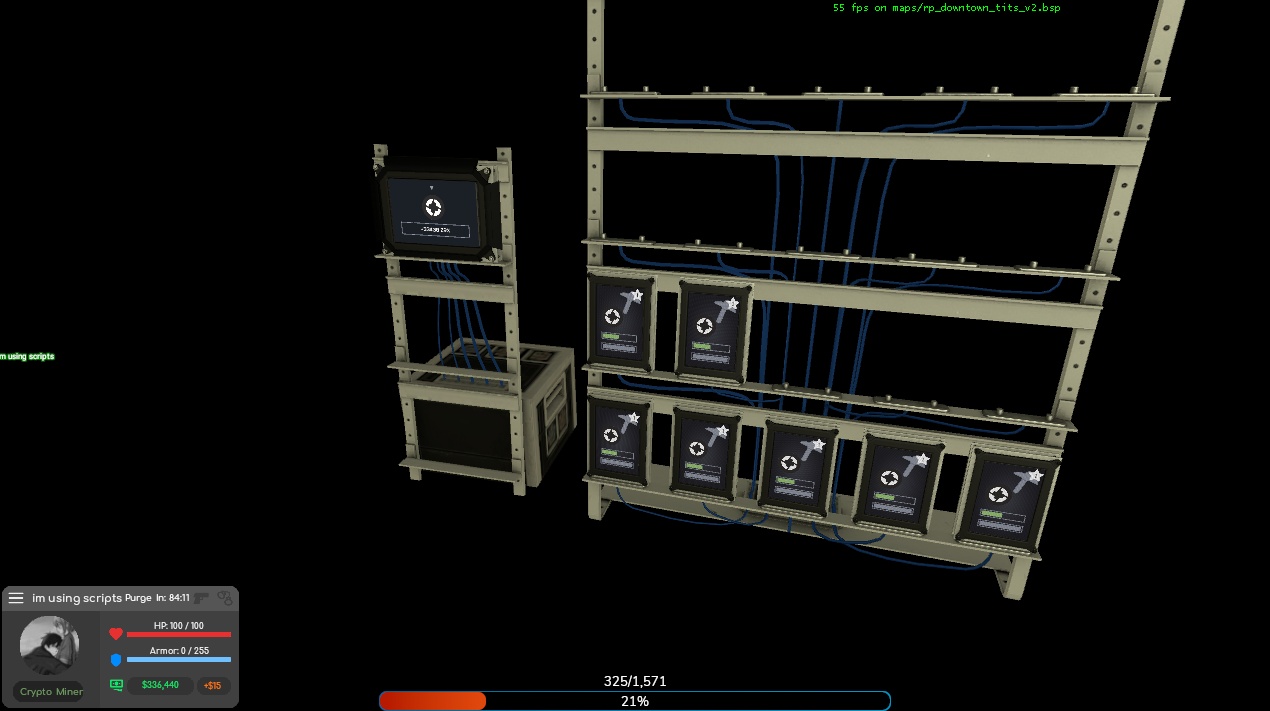 55 fps on maps/rp_downtown_tits_v2.bsp
m using scripts
im using scripts
Purge In: 84:11
HP: 100 / 100
Armor: 0 / 255
$336,440
+$15
Crypto Miner
325/1,571
21%